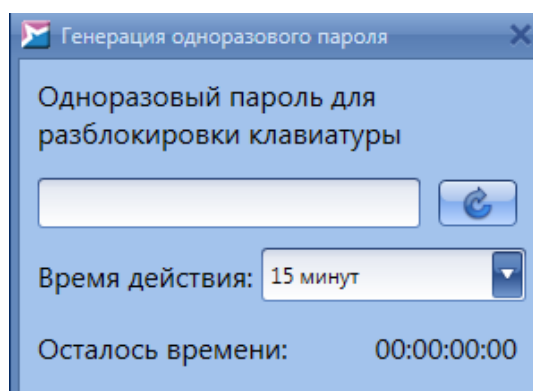 Генерация одноразового пароля
Одноразовый пароль для
разблокировки клавиатуры
Время действия: 15 минут
Осталось времени: 00:00:00:00